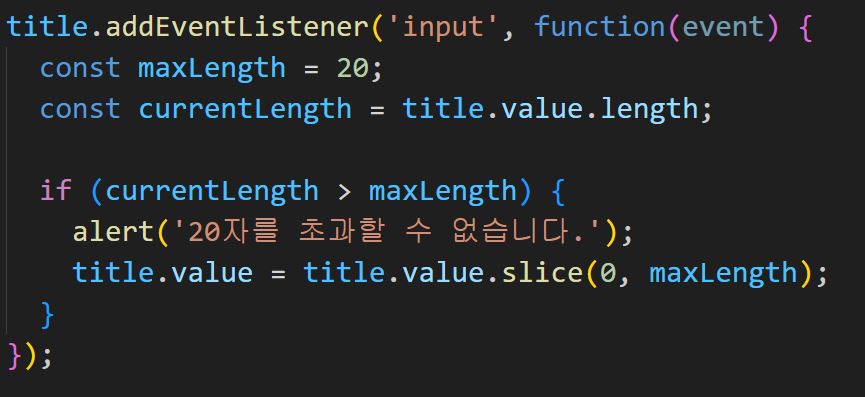 title.addEventListener('input', function(event) {
  const maxLength = 20;
  const currentLength = title.value.length;

  if (currentLength > maxLength) {
    alert('20자를 초과할 수 없습니다.');
    title.value = title.value.slice(0, maxLength);
  }
});